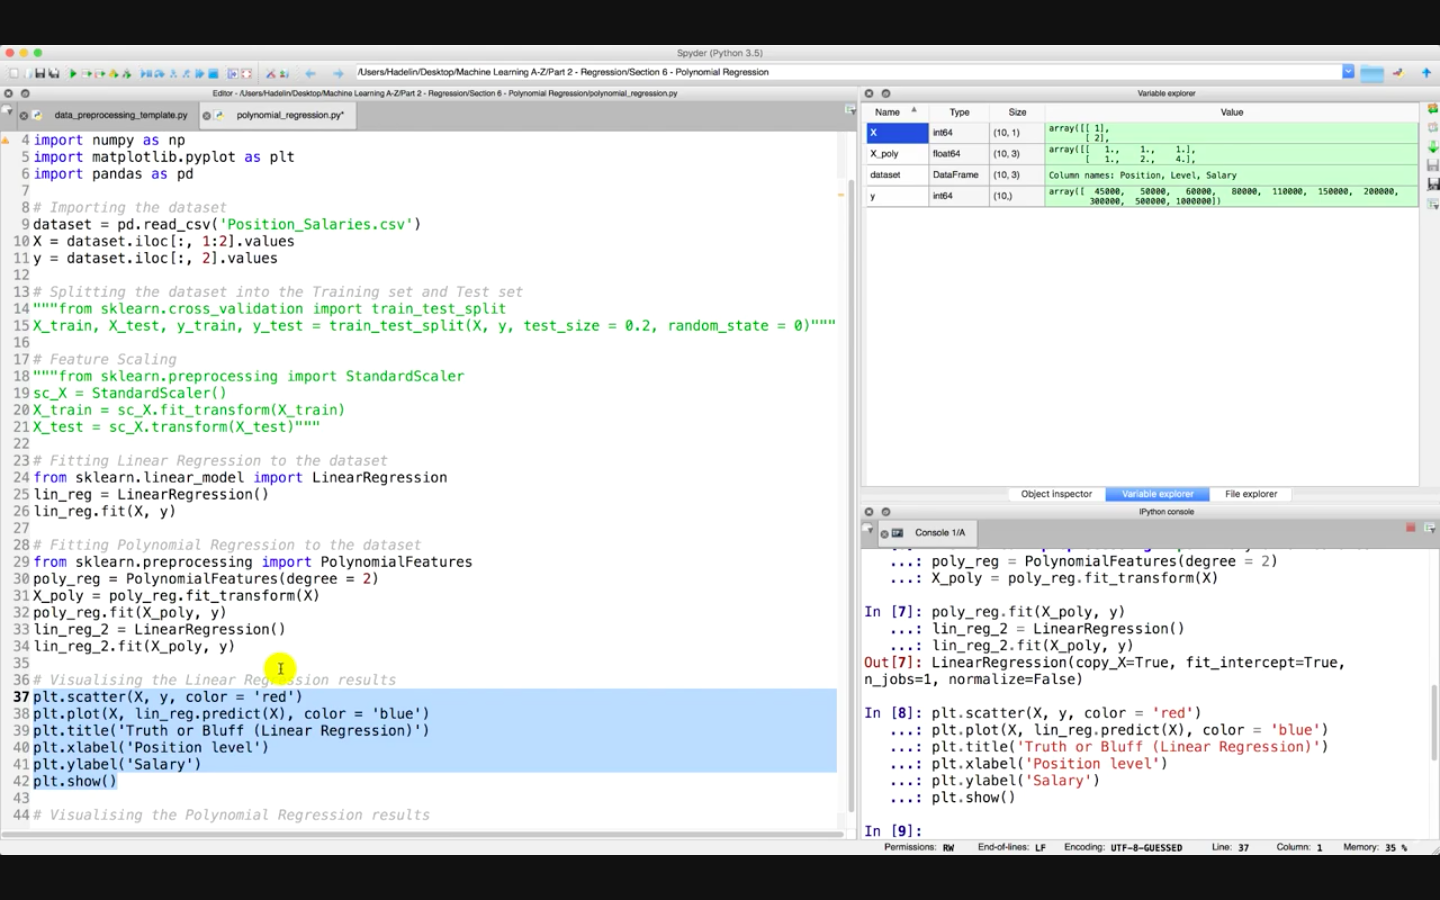 Spyder (Python 3.5)
/Users/Hadelin/Desktop/Machine Learning A-Z/Part 2 - Regression/Section 6 - Polynomial Regression
Editor - /Users/Hadelin/Desktop/Machine Learning A-Z/Part 2 - Regression/Section 6 - Polynomial Regression/polynomial_regression.py
data_preprocessing_template.py
polynomial_regression.py*
4 import numpy as np
5 import matplotlib.pyplot as plt
6 import pandas as pd
7
8 # Importing the dataset
9 dataset = pd.read_csv('Position_Salaries.csv')
10 X = dataset.iloc[:, 1:2].values
11 y = dataset.iloc[:, 2].values
12
13 # Splitting the dataset into the Training set and Test set
14 """from sklearn.cross_validation import train_test_split
15 X_train, X_test, y_train, y_test = train_test_split(X, y, test_size = 0.2, random_state = 0)"""
16
17 # Feature Scaling
18 """from sklearn.preprocessing import StandardScaler
19 sc_X = StandardScaler()
20 X_train = sc_X.fit_transform(X_train)
21 X_test = sc_X.transform(X_test)"""
22
23 # Fitting Linear Regression to the dataset
24 from sklearn.linear_model import LinearRegression
25 lin_reg = LinearRegression()
26 lin_reg.fit(X, y)
27
28 # Fitting Polynomial Regression to the dataset
29 from sklearn.preprocessing import PolynomialFeatures
30 poly_reg = PolynomialFeatures(degree = 2)
31 X_poly = poly_reg.fit_transform(X)
32 poly_reg.fit(X_poly, y)
33 lin_reg_2 = LinearRegression()
34 lin_reg_2.fit(X_poly, y)
35
36 # Visualising the Linear Regression results
37 plt.scatter(X, y, color = 'red')
38 plt.plot(X, lin_reg.predict(X), color = 'blue')
39 plt.title('Truth or Bluff (Linear Regression)')
40 plt.xlabel('Position level')
41 plt.ylabel('Salary')
42 plt.show()
43
44 # Visualising the Polynomial Regression results
Variable explorer
Name Type Size Value
X int64 (10, 1) array([[ 1],
[ 2],
X_poly float64 (10, 3) array([[ 1., 1., 1.],
[ 1., 2., 4.],
dataset DataFrame (10, 3) Column names: Position, Level, Salary
y int64 (10,) array([ 45000, 50000, 60000, 80000, 110000, 150000, 200000,
300000, 500000, 1000000])
Object inspector Variable explorer File explorer
IPython console
Console 1/A
...: poly_reg = PolynomialFeatures(degree = 2)
...: X_poly = poly_reg.fit_transform(X)
In [7]: poly_reg.fit(X_poly, y)
...: lin_reg_2 = LinearRegression()
...: lin_reg_2.fit(X_poly, y)
Out[7]: LinearRegression(copy_X=True, fit_intercept=True,
n_jobs=1, normalize=False)
In [8]: plt.scatter(X, y, color = 'red')
...: plt.plot(X, lin_reg.predict(X), color = 'blue')
...: plt.title('Truth or Bluff (Linear Regression)')
...: plt.xlabel('Position level')
...: plt.ylabel('Salary')
...: plt.show()
In [9]:
Permissions: RW End-of-lines: LF Encoding: UTF-8-GUESSED Line: 37 Column: 1 Memory: 35 %